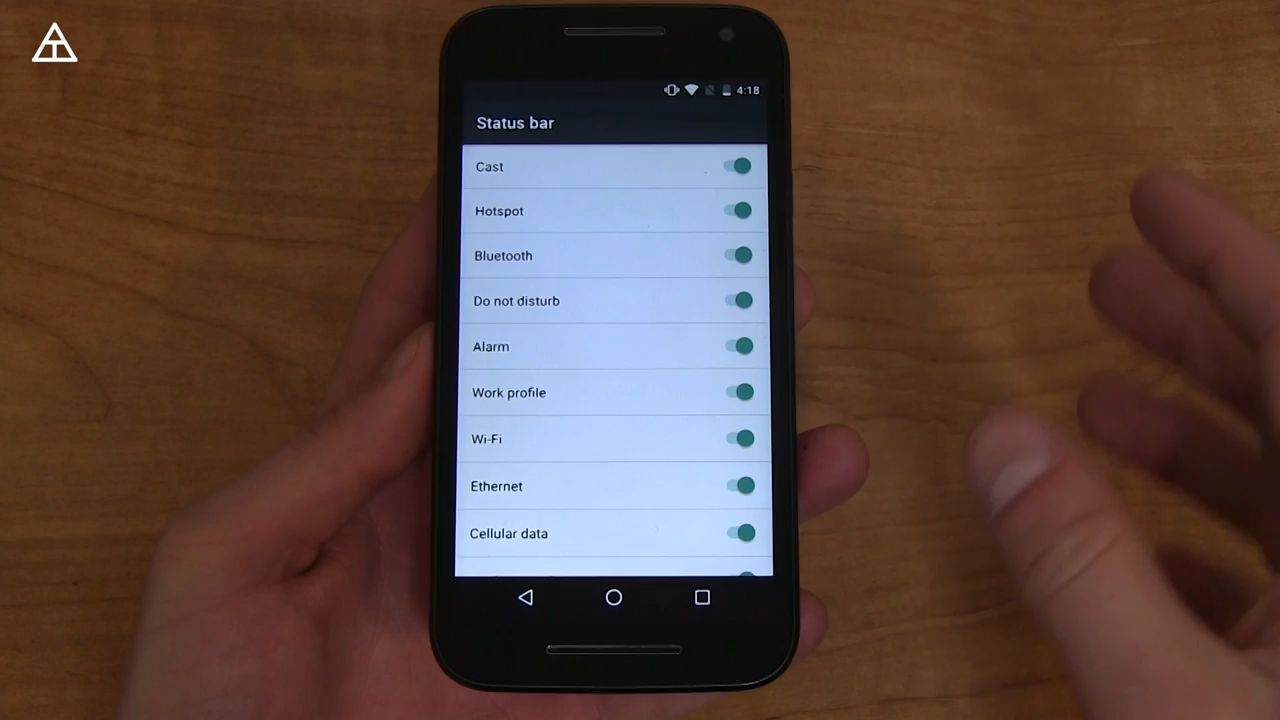 4:18
Status bar
Cast
Hotspot
Bluetooth
Do not disturb
Alarm
Work profile
Wi-Fi
Ethernet
Cellular data